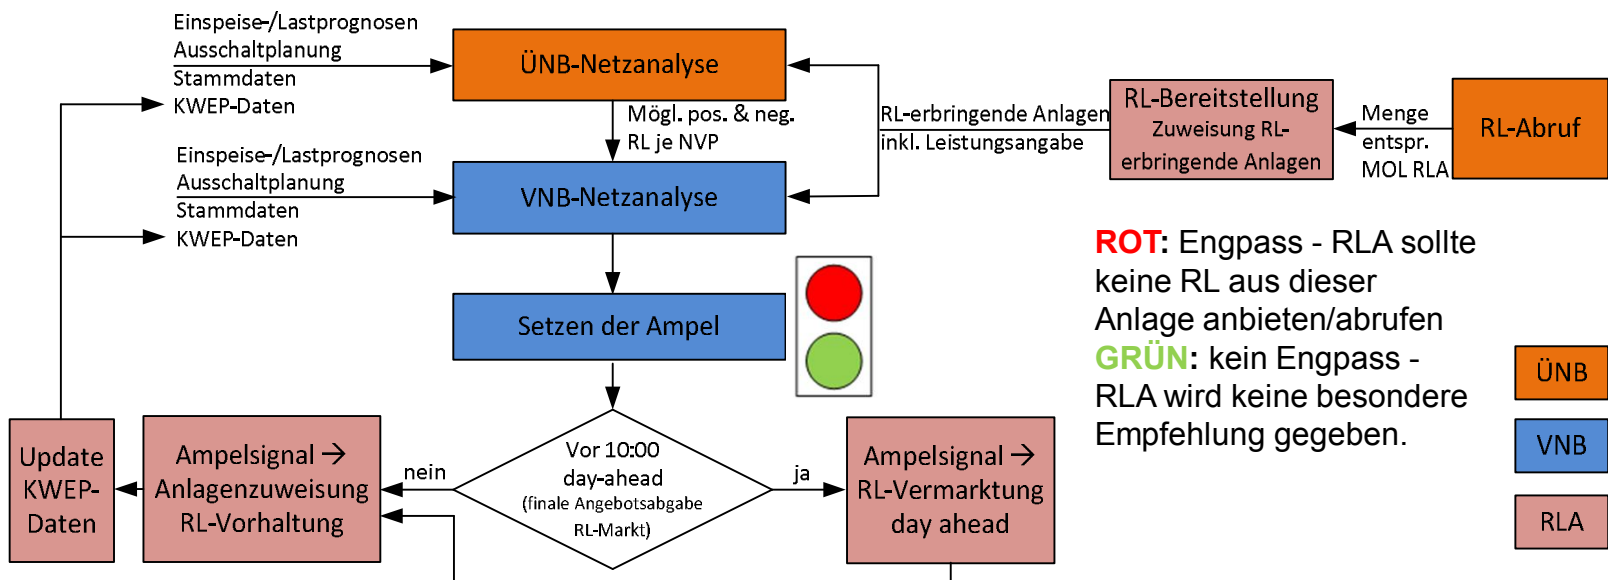 Einspeise-/Lastprognosen
Ausschaltplanung
Stammdaten
KWEP-Daten
ÜNB-Netzanalyse
Mögl. pos. & neg.
RL je NVP
Einspeise-/Lastprognosen
Ausschaltplanung
Stammdaten
KWEP-Daten
VNB-Netzanalyse
RL-erbringende Anlagen
inkl. Leistungsangabe
RL-Bereitstellung
Zuweisung RL-
erbringende Anlagen
Menge
entspr.
MOL RLA
RL-Abruf
Setzen der Ampel
ROT: Engpass - RLA sollte
keine RL aus dieser
Anlage anbieten/abrufen
GRÜN: kein Engpass -
RLA wird keine besondere
Empfehlung gegeben.
ÜNB
VNB
RLA
Update
KWEP-
Daten
Ampelsignal →
Anlagenzuweisung
RL-Vorhaltung
nein
Vor 10:00
day-ahead
(finale Angebotsabgabe
RL-Markt)
ja
Ampelsignal →
RL-Vermarktung
day ahead